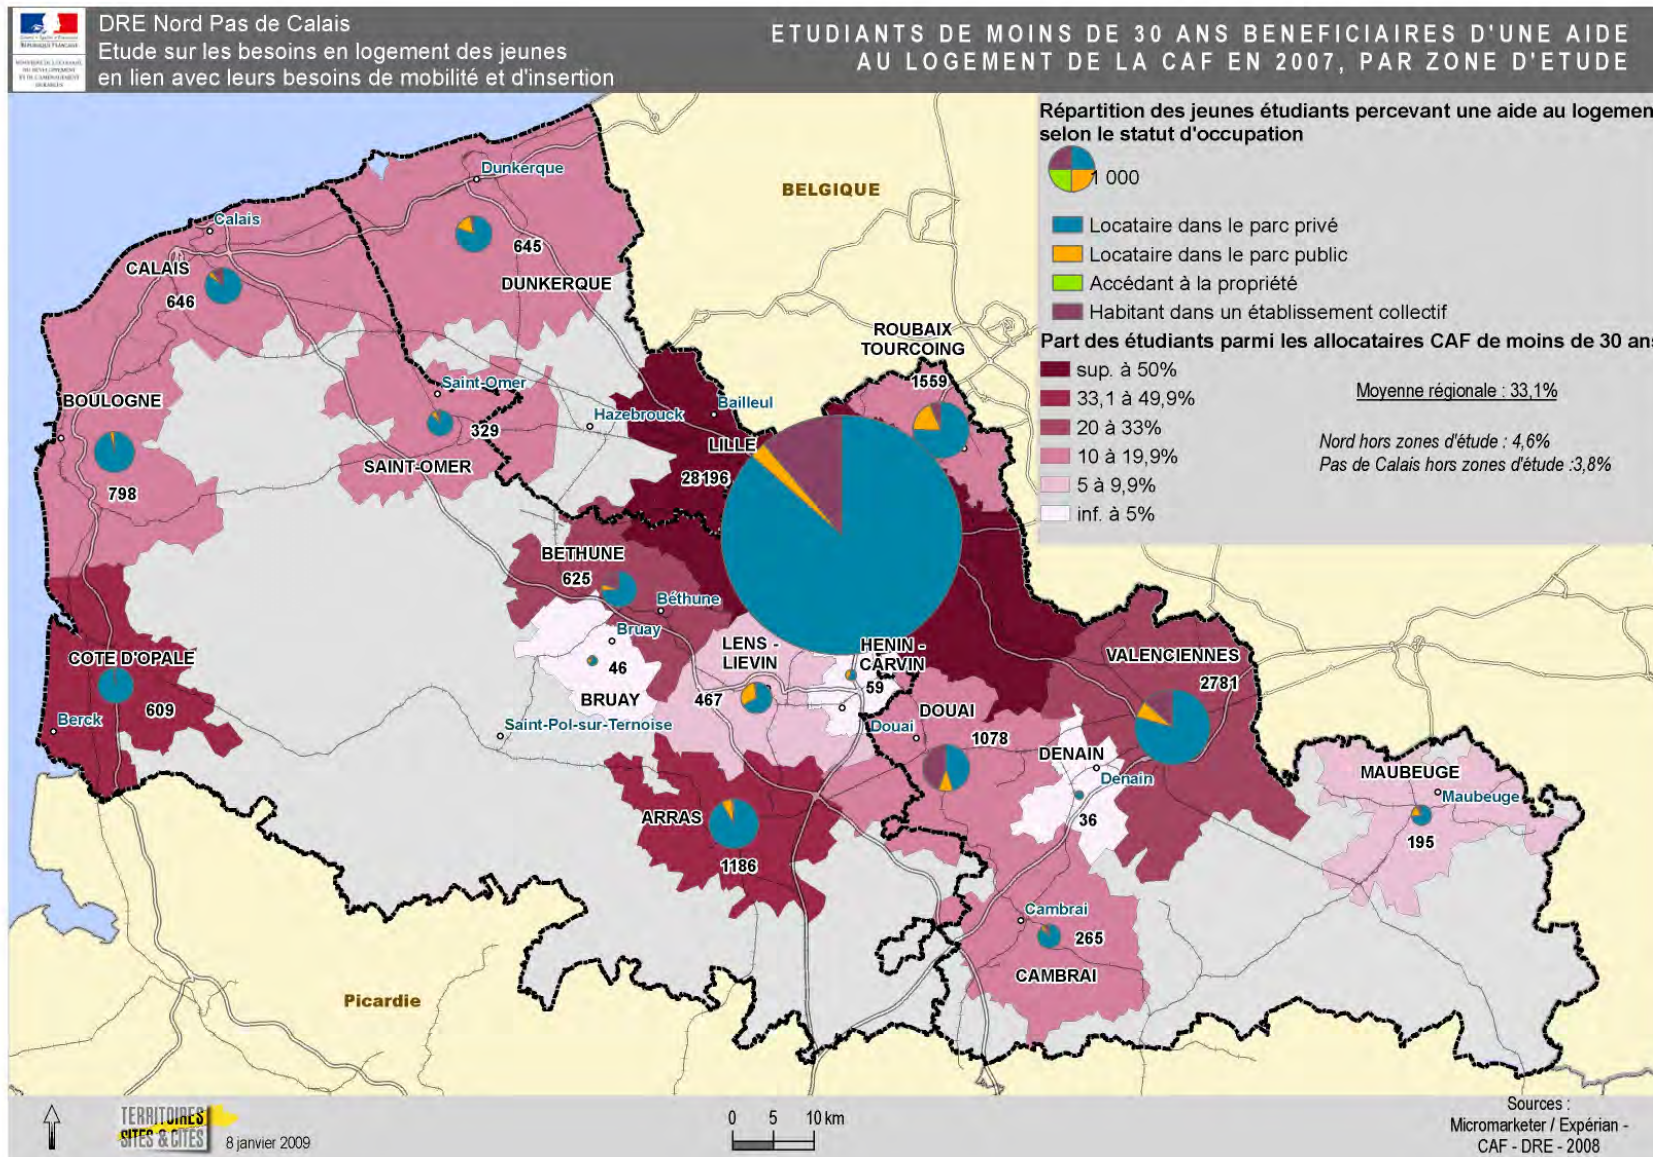 DRE Nord Pas de Calais
Etude sur les besoins en logement des jeunes
en lien avec leurs besoins de mobilité et d'insertion
ETUDIANTS DE MOINS DE 30 ANS BENEFICIAIRES D'UNE AIDE
AU LOGEMENT DE LA CAF EN 2007, PAR ZONE D'ETUDE
Répartition des jeunes étudiants percevant une aide au logemen
selon le statut d'occupation
1 000
Locataire dans le parc privé
Locataire dans le parc public
Accédant à la propriété
Habitant dans un établissement collectif
Part des étudiants parmi les allocataires CAF de moins de 30 ans
sup. à 50%
33,1 à 49,9%
20 à 33%
10 à 19,9%
5 à 9,9%
inf. à 5%
Moyenne régionale : 33,1%
Nord hors zones d'étude : 4,6%
Pas de Calais hors zones d'étude :3,8%
BELGIQUE
Dunkerque
645
DUNKERQUE
Calais
CALAIS
646
ROUBAIX
TOURCOING
1559
BOULOGNE
798
Saint-Omer
329
SAINT-OMER
Hazebrouck
Bailleul
LILLE
28196
BETHUNE
625
Béthune
Bruay
46
BRUAY
LENS -
LIEVIN
467
HENIN -
CARVIN
59
COTE D'OPALE
609
Berck
Saint-Pol-sur-Ternoise
Douai
DOUAI
1078
VALENCIENNES
2781
DENAIN
Denain
36
MAUBEUGE
Maubeuge
195
ARRAS
1186
Cambrai
265
CAMBRAI
Picardie
TERRITOIRES
SITES & CITES
8 janvier 2009
0 5 10 km
Sources :
Micromarketer / Expérian -
CAF - DRE - 2008